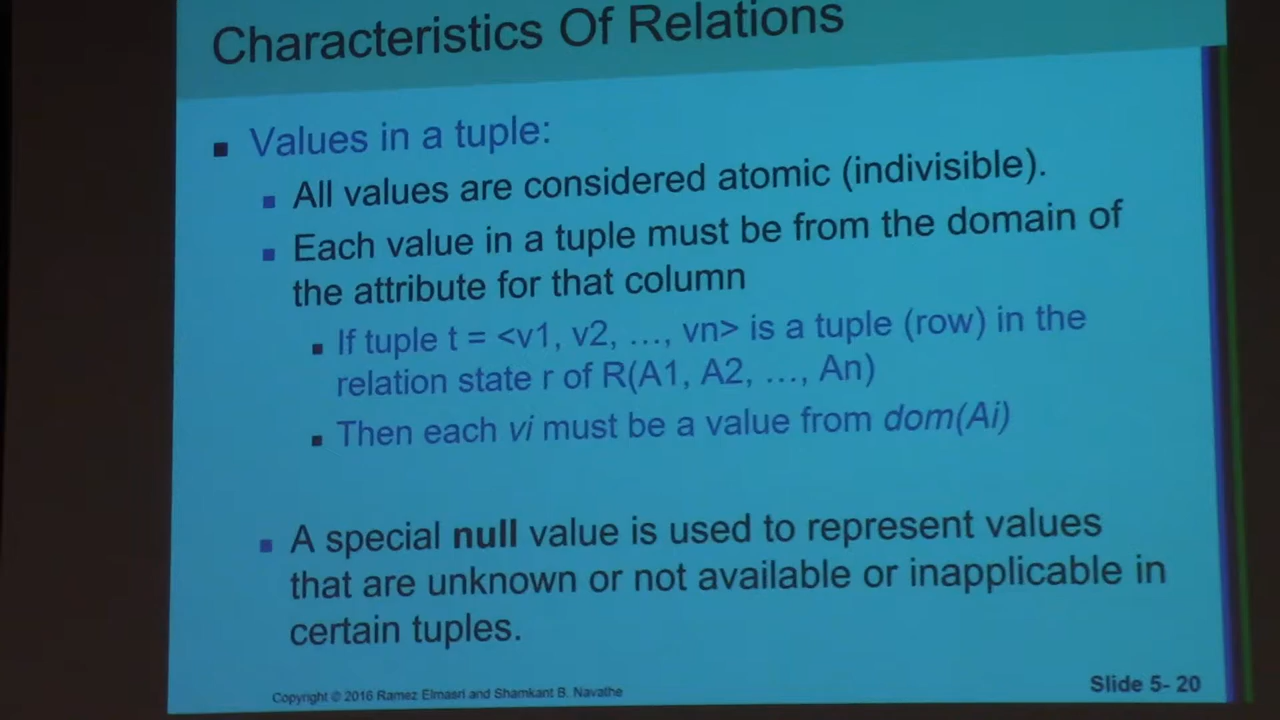 Characteristics Of Relations
Values in a tuple:
All values are considered atomic (indivisible).
Each value in a tuple must be from the domain of
the attribute for that column
If tuple t = <v1, v2, …, vn> is a tuple (row) in the
relation state r of R(A1, A2, …, An)
Then each vi must be a value from dom(Ai)
A special null value is used to represent values
that are unknown or not available or inapplicable in
certain tuples.
Copyright © 2016 Ramez Elmasri and Shamkant B. Navathe
Slide 5- 20